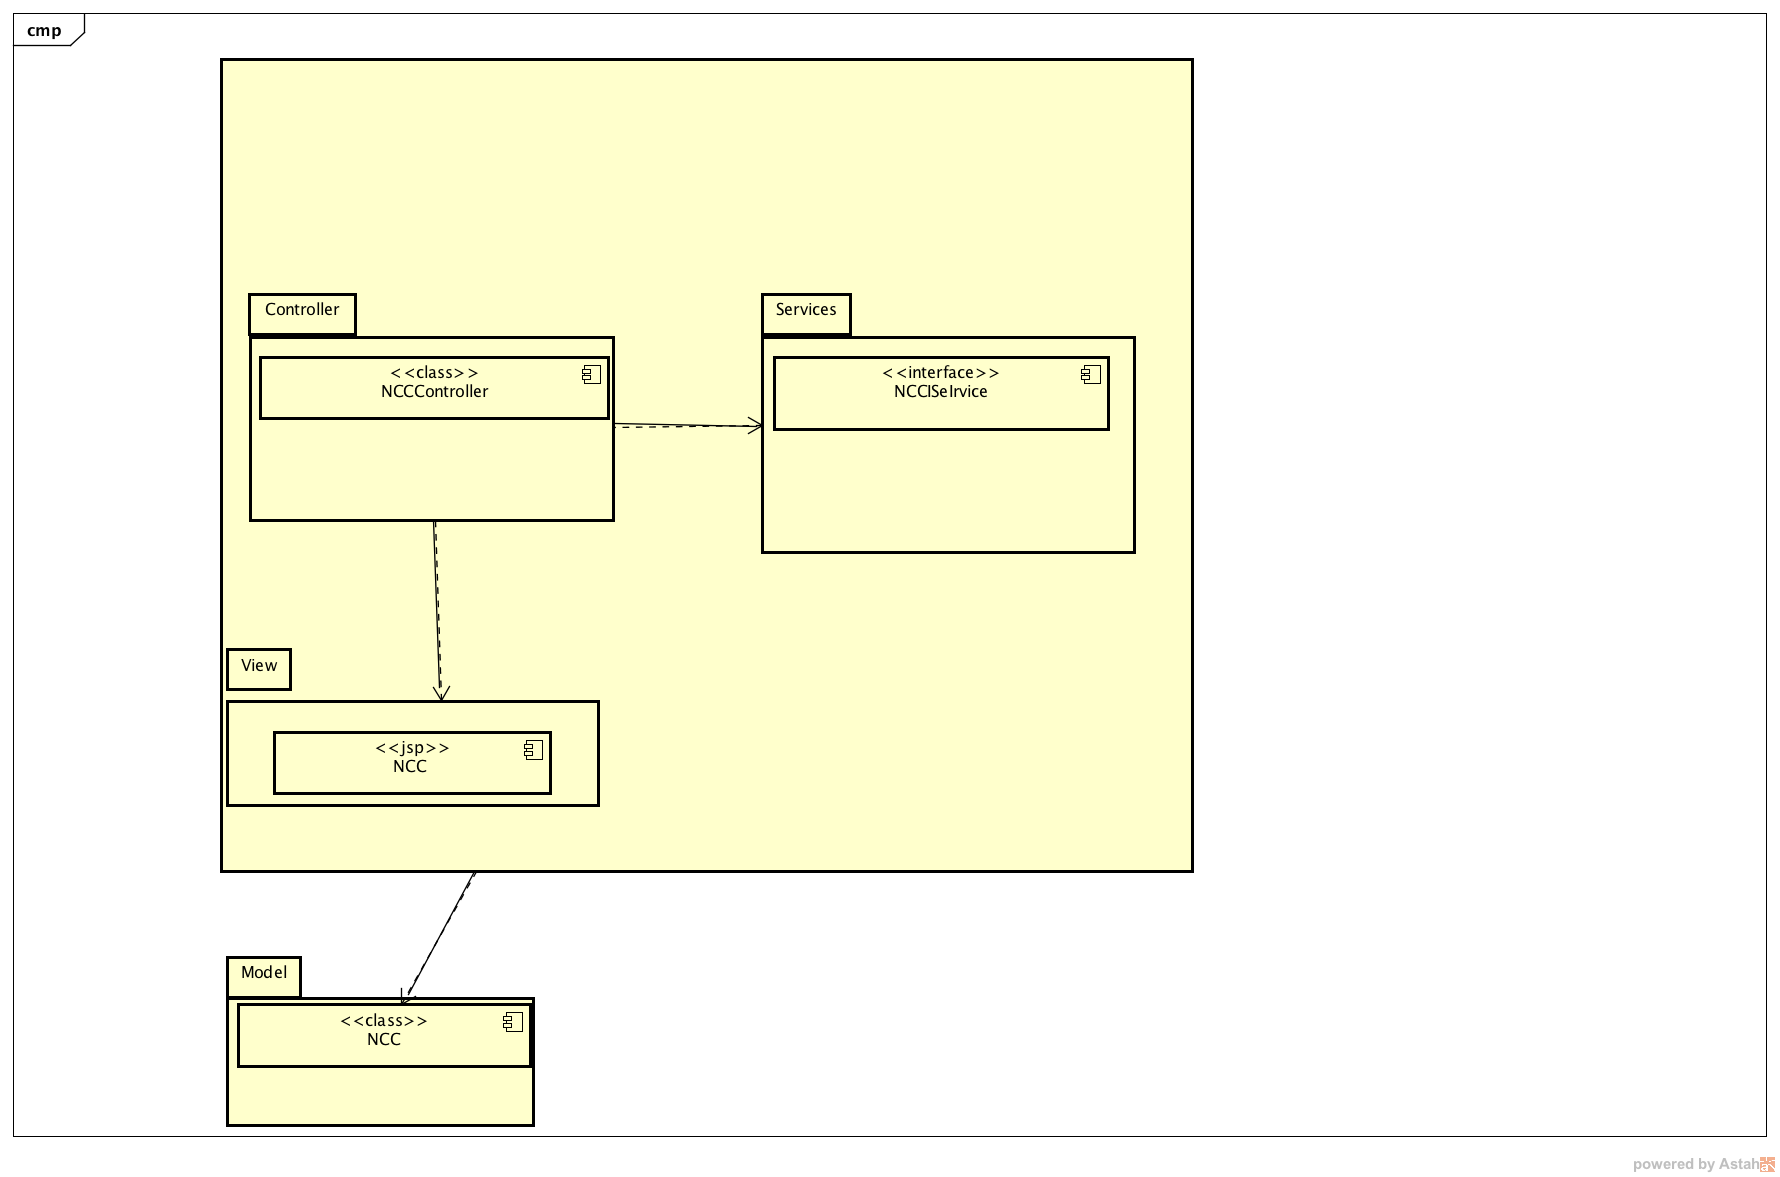 cmp
Controller
<<class>>
NCCController
Services
<<interface>>
NCCISeIrvice
View
<<jsp>>
NCC
Model
<<class>>
NCC
powered by Astah